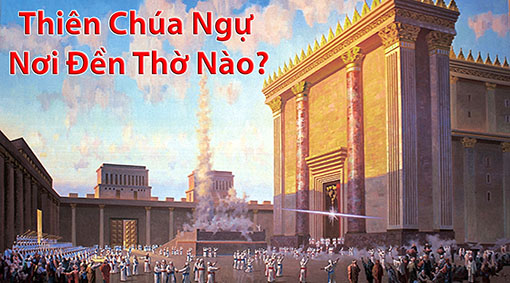 Thiên Chúa Ngự
Nơi Đền Thờ Nào?